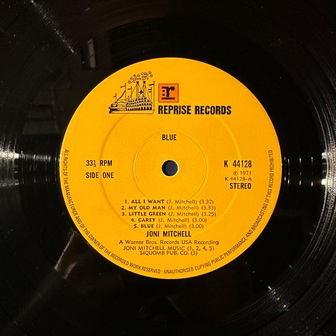 r
REPRISE RECORDS
BLUE
33⅓ RPM
SIDE ONE
K 44128
℗ 1971
K 44128-A
STEREO
1. ALL I WANT (J. Mitchell) (3.32)
2. MY OLD MAN (J. Mitchell) (3.33)
3. LITTLE GREEN (J. Mitchell) (3.25)
4. CAREY (J. Mitchell) (3.00)
5. BLUE (J. Mitchell) (3.00)
JONI MITCHELL
A Warner Bros. Records USA Recording
JONI MITCHELL MUSIC (1, 2, 4, 5)
SIQUOMB PUB. CO. (3)
ALL RIGHTS OF THE MANUFACTURER AND OF THE OWNER OF THE RECORDED WORK RESERVED · UNAUTHORISED COPYING PUBLIC PERFORMANCE AND BROADCASTING OF THIS RECORD PROHIBITED